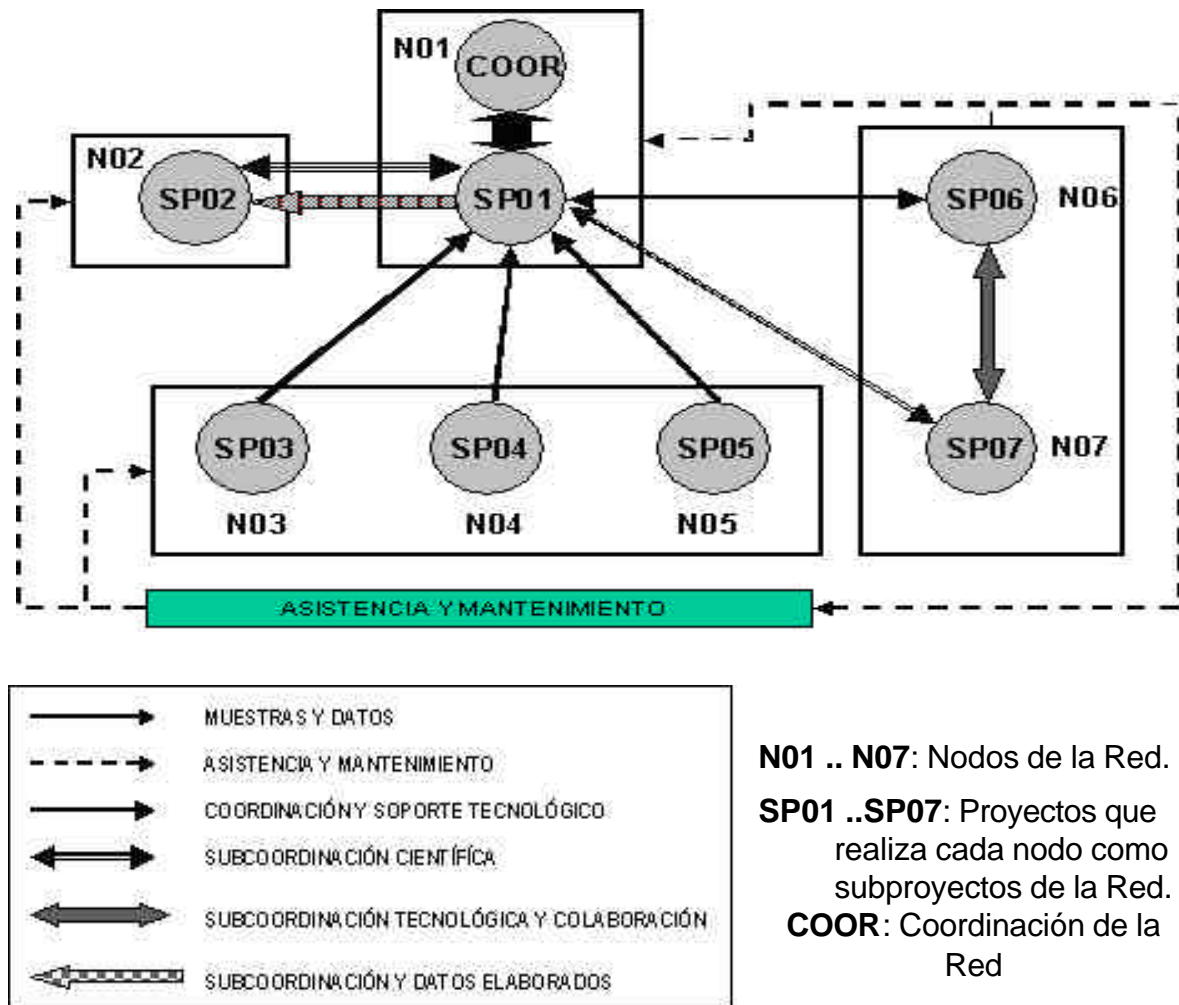 N01
COOR
N02
SP02
SP01
SP06
N06
SP03
SP04
SP05
SP07
N07
N03
N04
N05
ASISTENCIA Y MANTENIMIENTO
MUESTRAS Y DATOS
ASISTENCIA Y MANTENIMIENTO
COORDINACIÓN Y SOPORTE TECNOLÓGICO
SUBCOORDINACIÓN CIENTÍFÍCA
SUBCOORDINACIÓN TECNOLÓGICA Y COLABORACIÓN
SUBCOORDINACIÓN Y DATOS ELABORADOS
N01 .. N07: Nodos de la Red.
SP01 ..SP07: Proyectos que
realiza cada nodo como
subproyectos de la Red.
COOR: Coordinación de la
Red